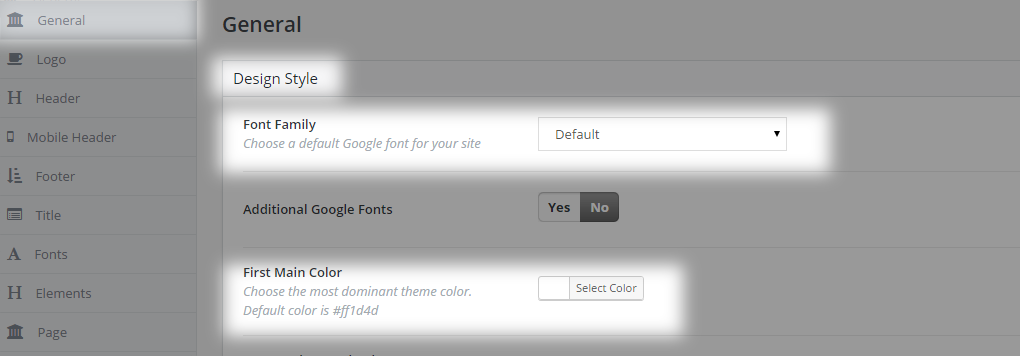 General
Logo
Header
Mobile Header
Footer
Title
Fonts
Elements
Page
General
Design Style
Font Family
Choose a default Google font for your site
Default
Additional Google Fonts
Yes No
First Main Color
Choose the most dominant theme color.
Default color is #ff1d4d
Select Color